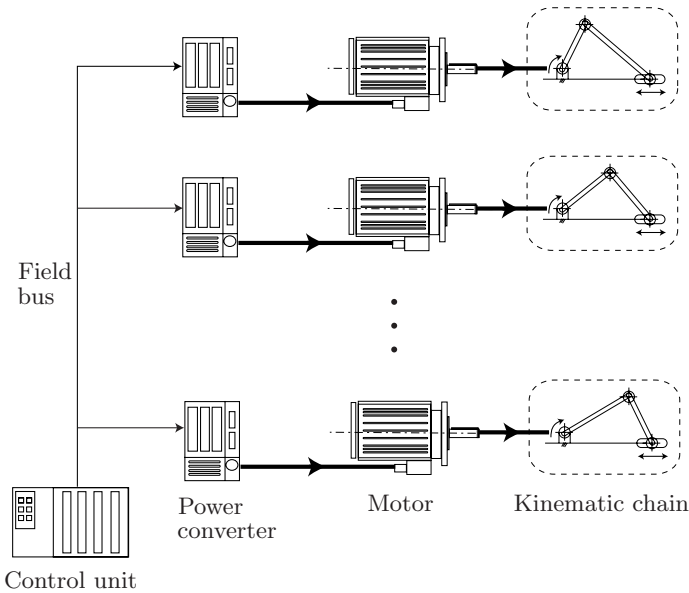 Field
bus
Power
converter
Motor
Kinematic chain
Control unit